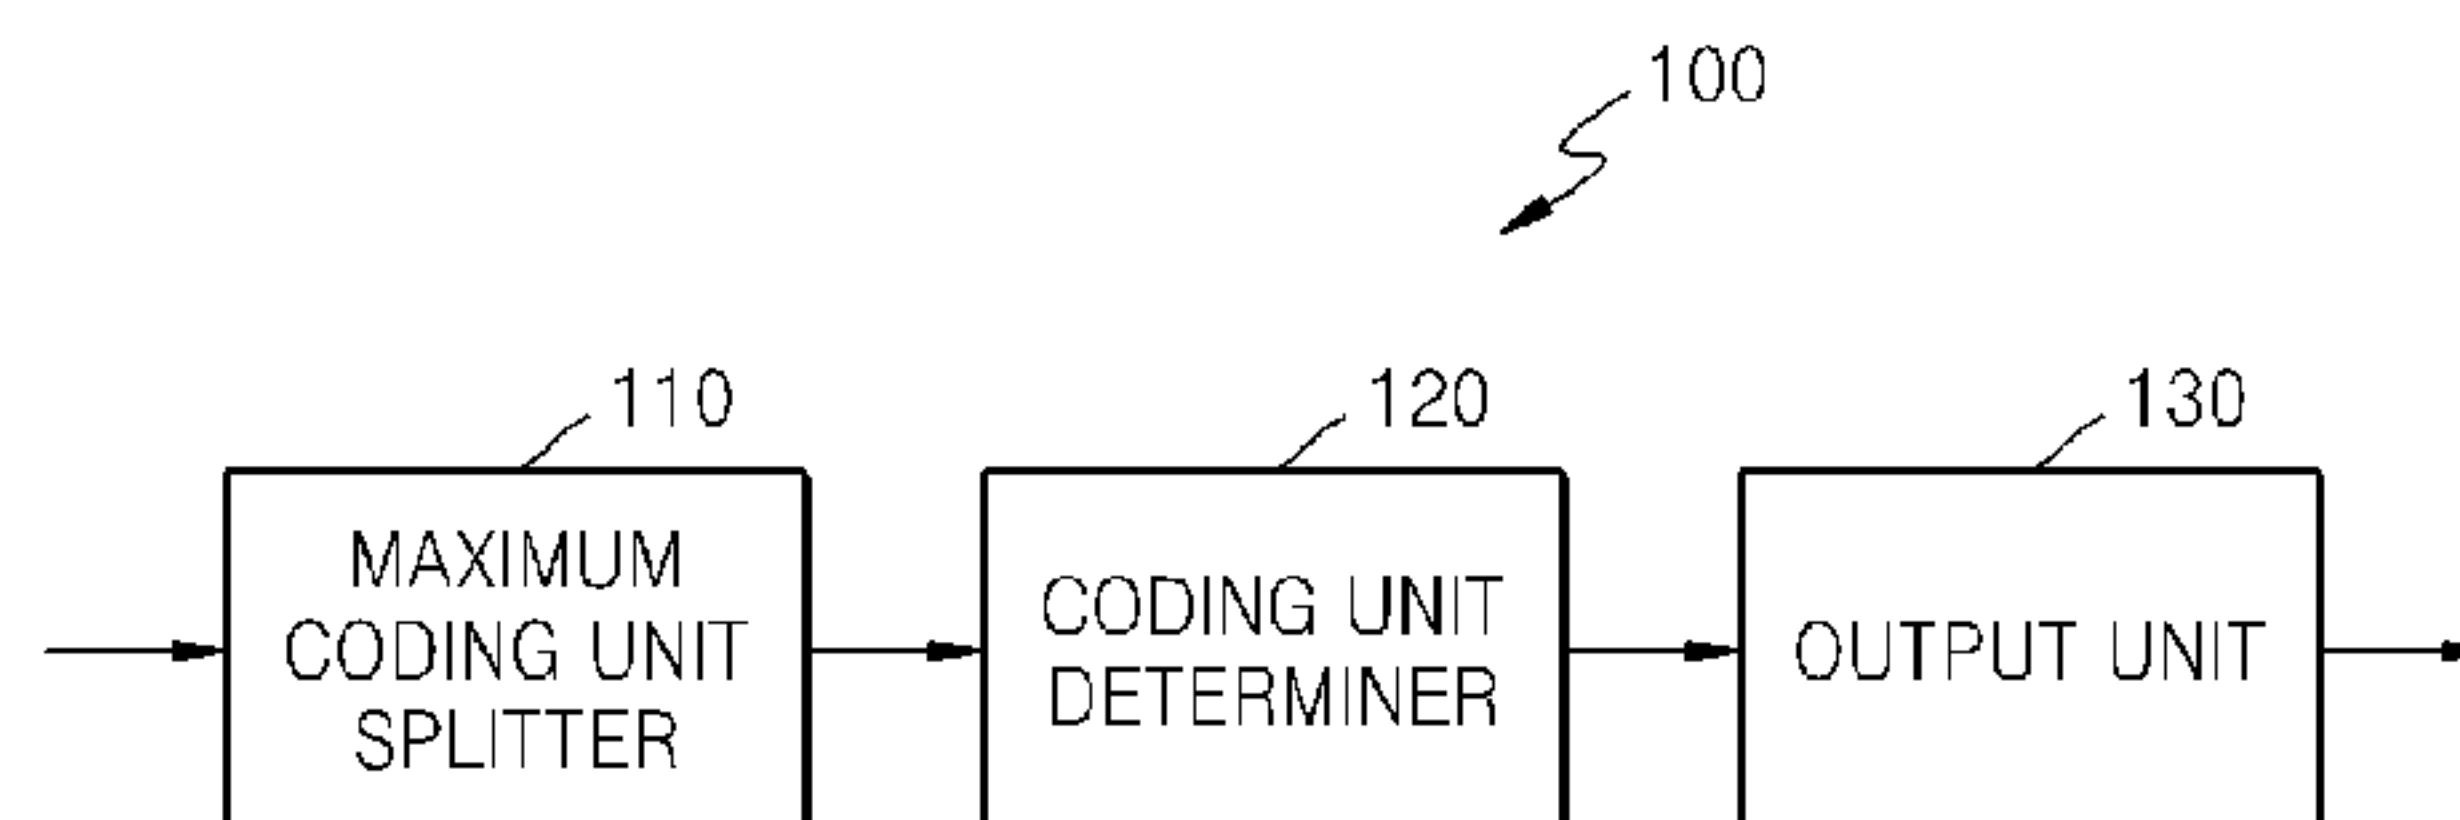 100
110
120
130
MAXIMUM
CODING UNIT
SPLITTER
CODING UNIT
DETERMINER
OUTPUT UNIT